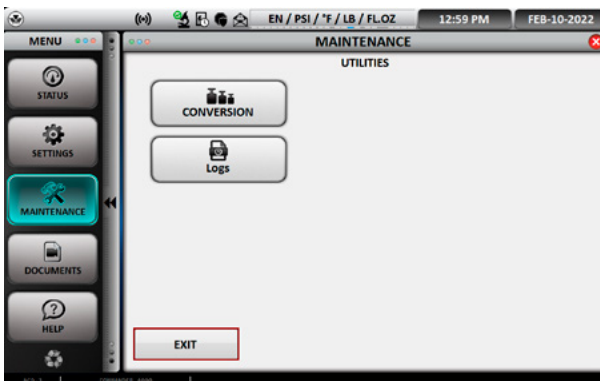 EN / PSI / °F / LB / FL.OZ 12:59 PM FEB-10-2022
MENU
MAINTENANCE
UTILITIES
STATUS
CONVERSION
SETTINGS
Logs
MAINTENANCE
DOCUMENTS
HELP
EXIT